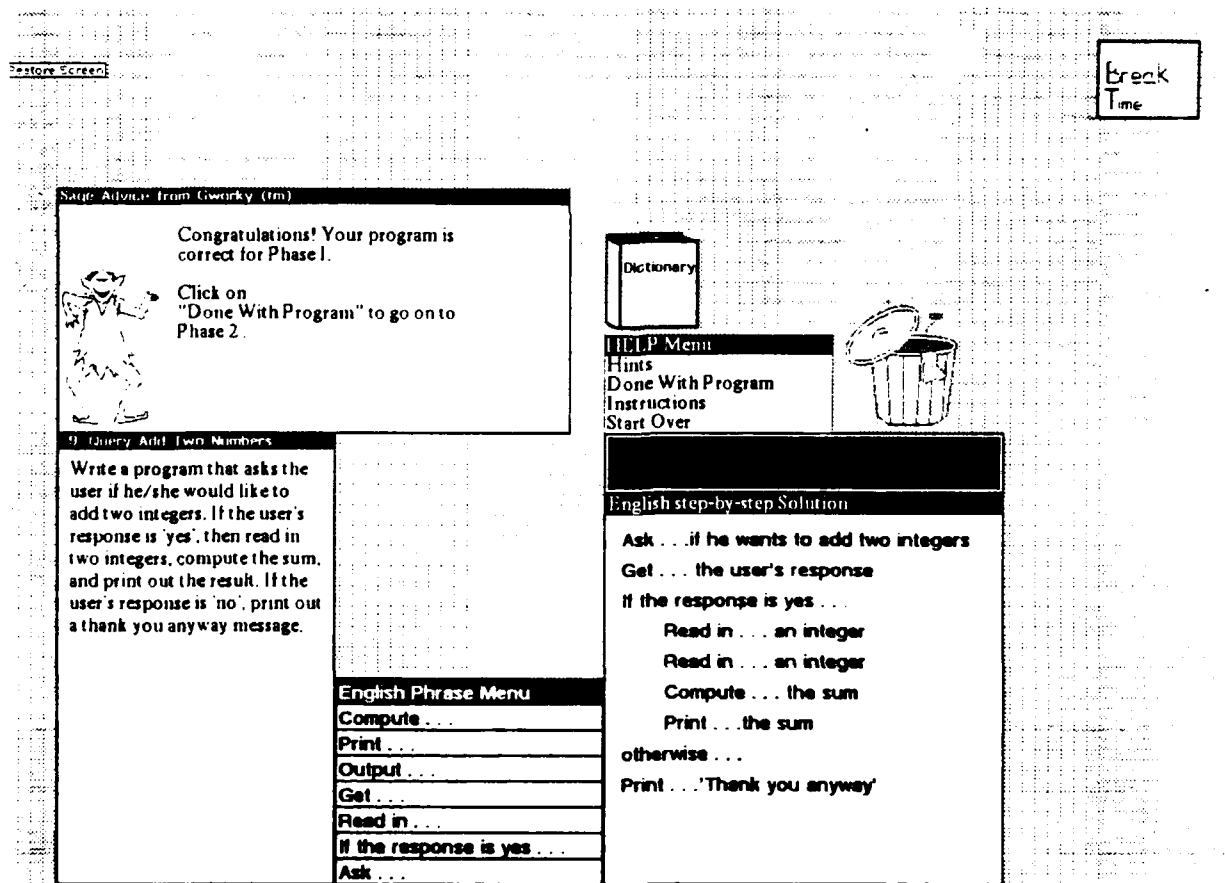 Restore Screen
Break
Time
Sage Advice from Gworky (tm)
Congratulations! Your program is
correct for Phase 1.
Click on
"Done With Program" to go on to
Phase 2.
Dictionary
HELP Menu
Hints
Done With Program
Instructions
Start Over
9. Query Add Two Numbers
Write a program that asks the
user if he/she would like to
add two integers. If the user's
response is 'yes', then read in
two integers, compute the sum,
and print out the result. If the
user's response is 'no', print out
a thank you anyway message.
English Phrase Menu
Compute . . .
Print . . .
Output . . .
Get . . .
Read in . . .
If the response is yes . . .
Ask . . .
English step-by-step Solution
Ask . . .if he wants to add two integers
Get . . . the user's response
If the response is yes . . .
Read in . . . an integer
Read in . . . an integer
Compute . . . the sum
Print . . .the sum
otherwise . . .
Print . . .'Thank you anyway'